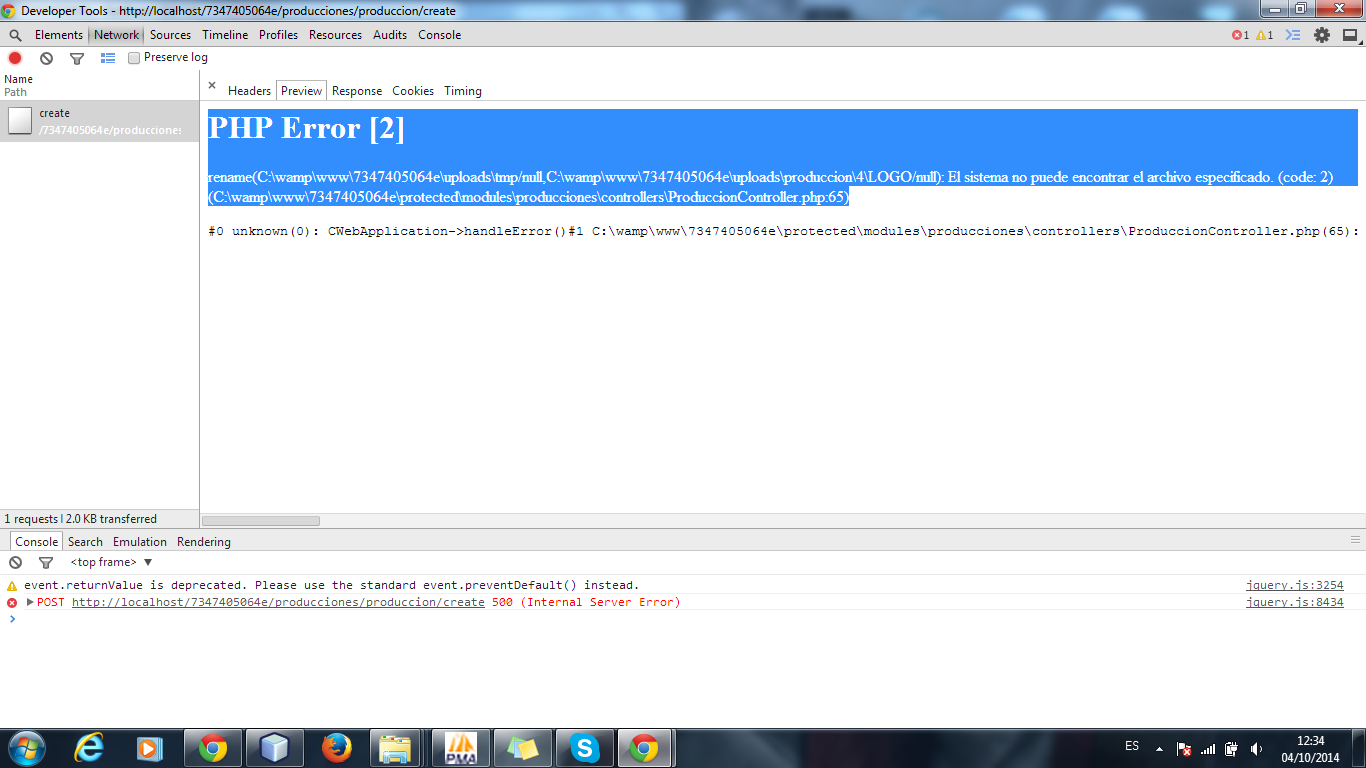 Developer Tools - http://localhost/7347405064e/producciones/produccion/create
Elements Network Sources Timeline Profiles Resources Audits Console
1 1
Preserve log
Name
Path
Headers Preview Response Cookies Timing
create
/7347405064e/producciones
PHP Error [2]
rename(C:\wamp\www\7347405064e\uploads\tmp/null,C:\wamp\www\7347405064e\uploads\produccion\4\LOGO/null): El sistema no puede encontrar el archivo especificado. (code: 2)
(C:\wamp\www\7347405064e\protected\modules\producciones\controllers\ProduccionController.php:65)
#0 unknown(0): CWebApplication->handleError()#1 C:\wamp\www\7347405064e\protected\modules\producciones\controllers\ProduccionController.php(65):
1 requests | 2.0 KB transferred
Console Search Emulation Rendering
<top frame> ▼
event.returnValue is deprecated. Please use the standard event.preventDefault() instead. jquery.js:3254
POST http://localhost/7347405064e/producciones/produccion/create 500 (Internal Server Error) jquery.js:8434
PMA
ES
12:34
04/10/2014